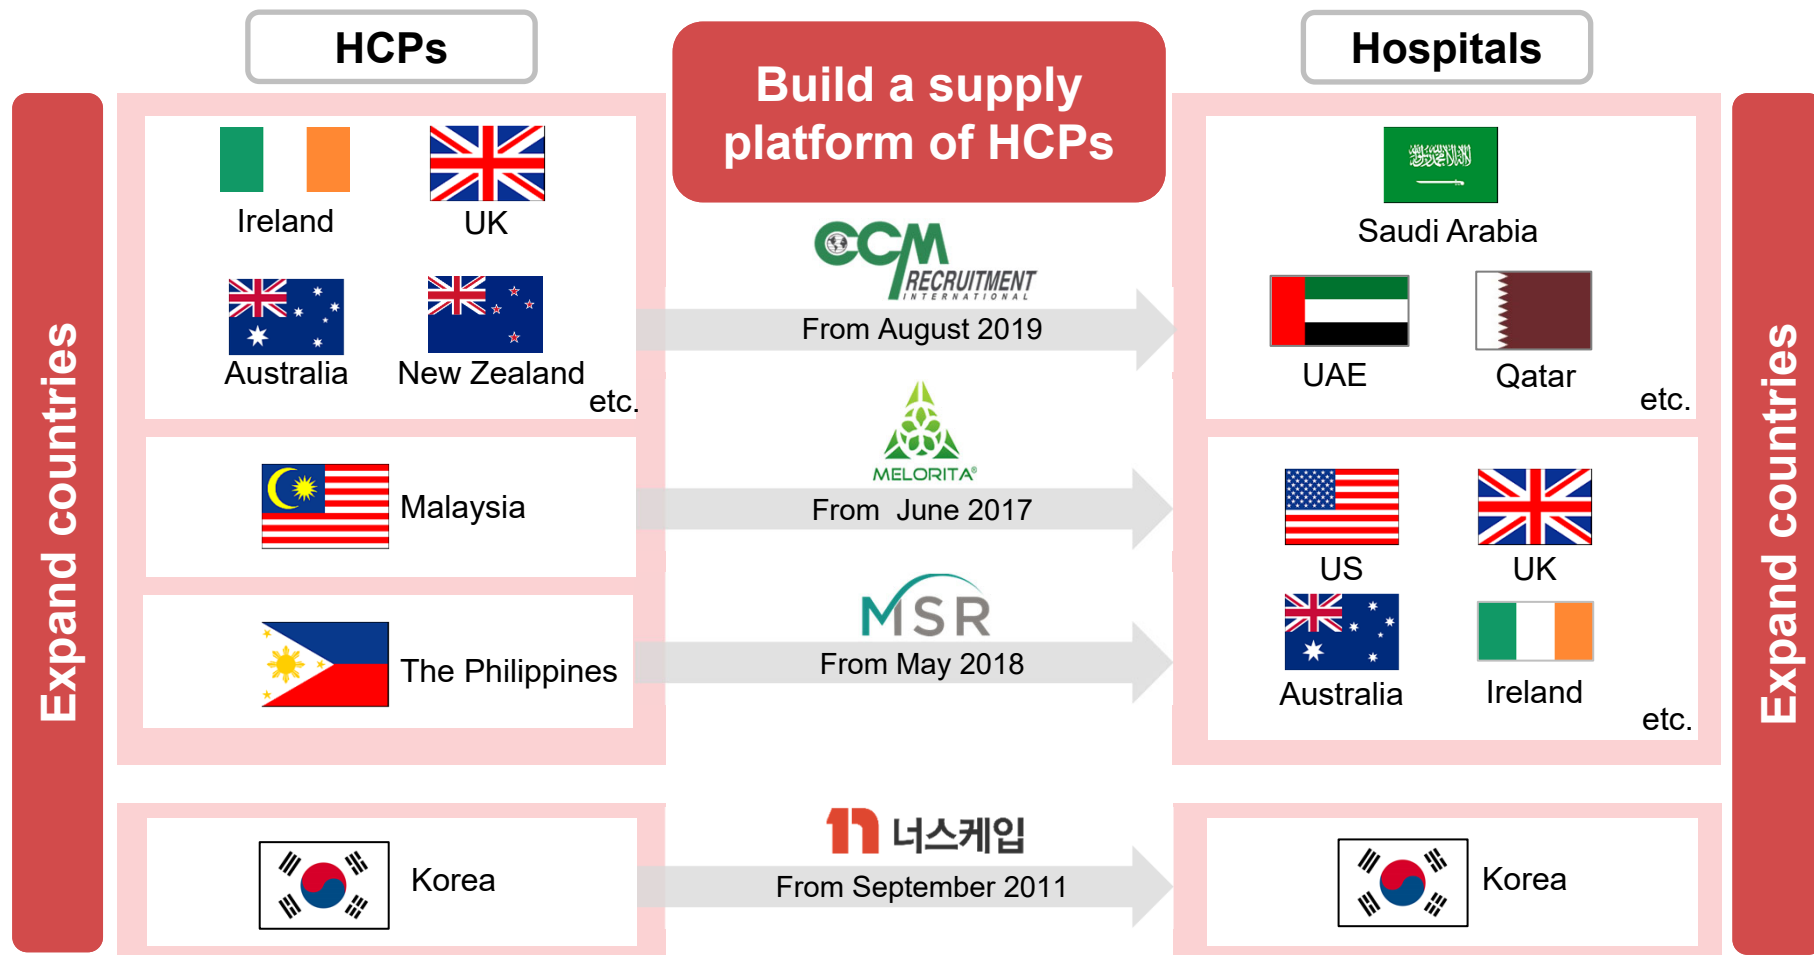 HCPs
Build a supply
platform of HCPs
Hospitals
Expand countries
Ireland
UK
Australia
New Zealand
etc.
Malaysia
The Philippines
Korea
CCM
RECRUITMENT
INTERNATIONAL
From August 2019
MELORITA®
From June 2017
MSR
From May 2018
너스케입
From September 2011
Saudi Arabia
UAE
Qatar
etc.
US
UK
Australia
Ireland
etc.
Korea
Expand countries